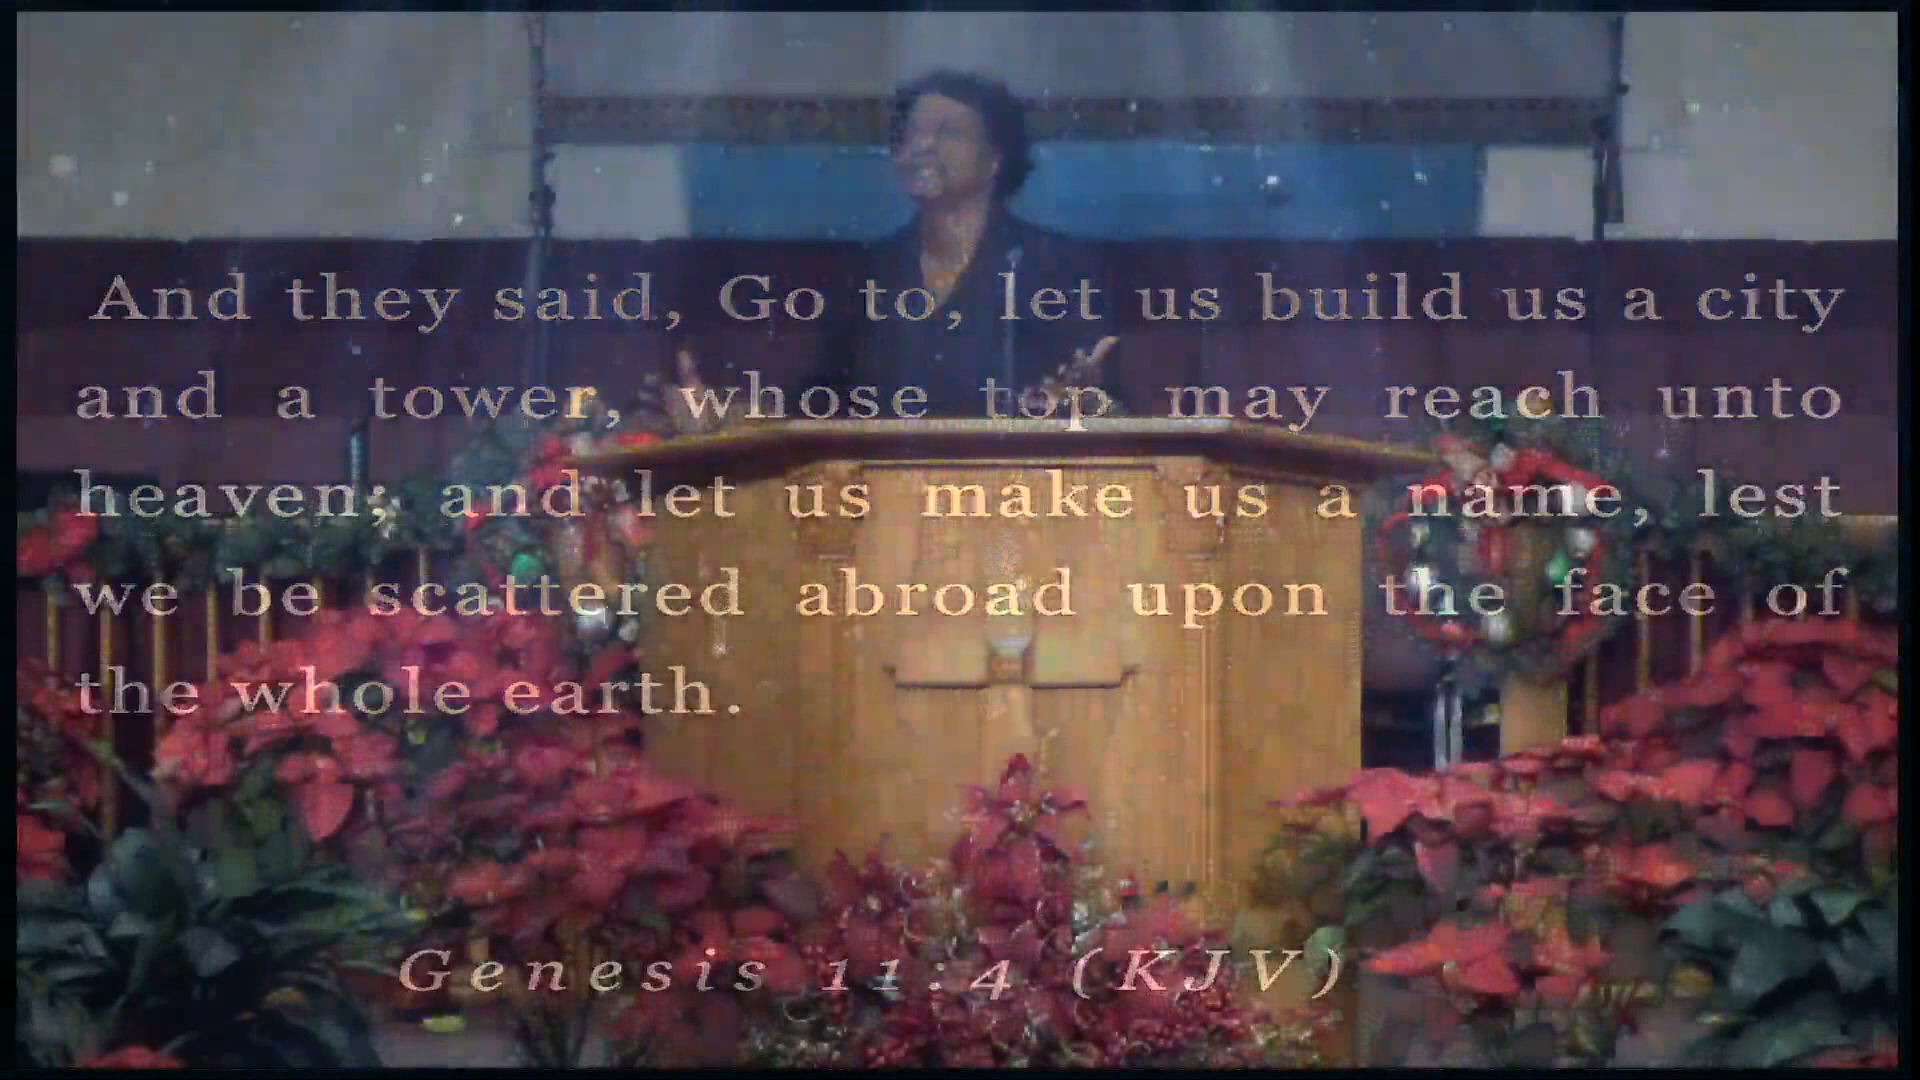 And they said, Go to, let us build us a city
and a tower, whose top may reach unto
heaven; and let us make us a name, lest
we be scattered abroad upon the face of
the whole earth.
Genesis 11:4 (KJV)